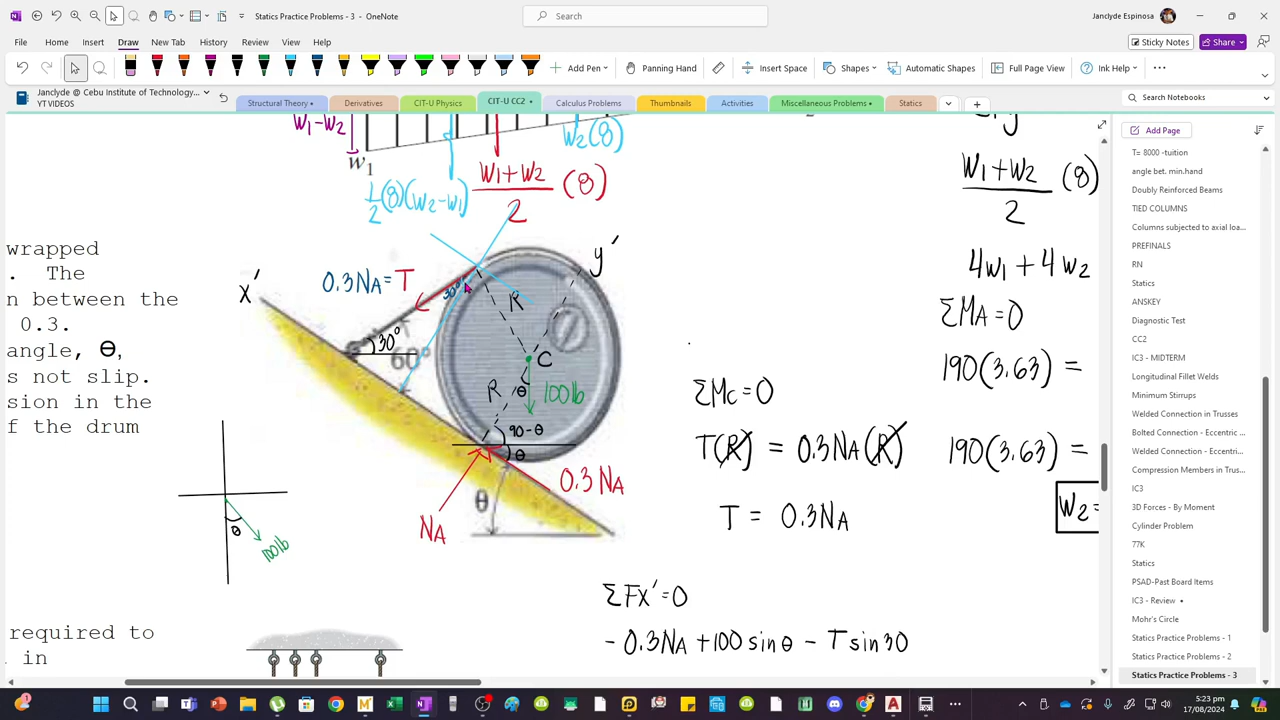 Statics Practice Problems - 3 - OneNote
Search
Janclyde Espinosa
File Home Insert Draw New Tab History Review View Help
Sticky Notes
Share
Add Pen
Panning Hand
Insert Space
Shapes
Automatic Shapes
Full Page View
Ink Help
Janclyde @ Cebu Institute of Technology...
YT VIDEOS
Structural Theory
Derivatives
CIT-U Physics
CIT-U CC2
Calculus Problems
Thumbnails
Activities
Miscellaneous Problems
Statics
Search Notebooks
Add Page
T= 8000 -tuition
angle bet. min.hand
Doubly Reinforced Beams
TIED COLUMNS
Columns subjected to axial loa...
PREFINALS
RN
Statics
ANSKEY
Diagnostic Test
CC2
IC3 - MIDTERM
Longitudinal Fillet Welds
Minimum Stirrups
Welded Connection in Trusses
Bolted Connection - Eccentric ...
Welded Connection - Eccentri...
Compression Members in Trus...
IC3
3D Forces - By Moment
Cylinder Problem
77K
Statics
PSAD-Past Board Items
IC3 - Review
Mohr's Circle
Statics Practice Problems - 1
Statics Practice Problems - 2
Statics Practice Problems - 3
W1-W2
w1
1/2(8)(W2-W1)
W1+W2/2 (8)
W2(8)
wrapped
. The
n between the
0.3.
angle, θ,
s not slip.
sion in the
f the drum
x'
y'
0.3NA=T
30°
30°
60°
T
R
C
R
θ
100lb
90-θ
θ
0.3NA
θ
NA
θ
100lb
ΣMc=0
T(R) = 0.3NA(R)
T = 0.3NA
ΣFx'=0
- 0.3NA +100 sinθ - T sin30
W1+W2/2 (8)
4W1 + 4W2
ΣMA=0
190(3.63) =
190(3.63) =
W2=
required to
in
5:23 pm
17/08/2024